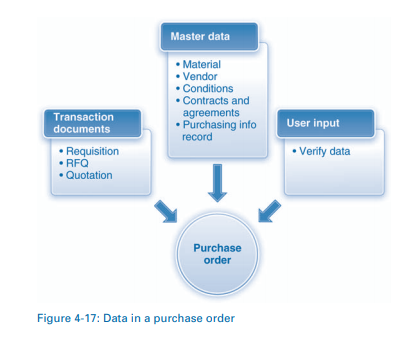 Master data
• Material
• Vendor
• Conditions
• Contracts and
agreements
• Purchasing info
record
Transaction
documents
• Requisition
• RFQ
• Quotation
User input
• Verify data
Purchase
order
Figure 4-17: Data in a purchase order